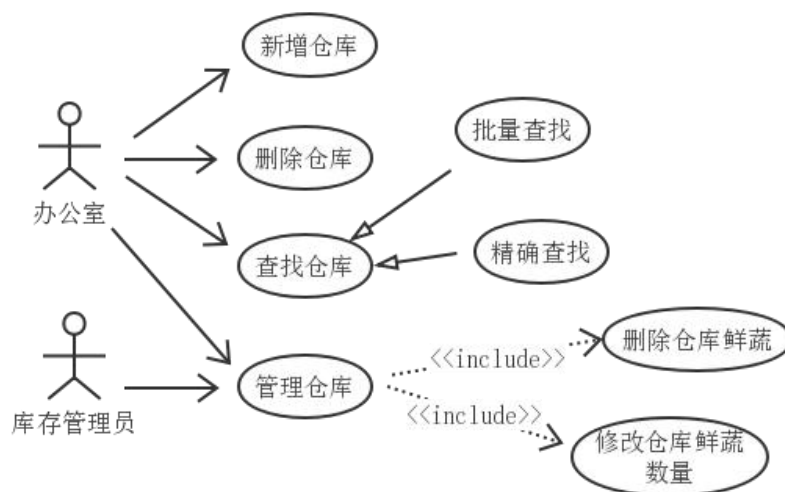 新增仓库
批量查找
删除仓库
办公室
查找仓库
精确查找
删除仓库鲜蔬
<<include>>
管理仓库
库存管理员
<<include>>
修改仓库鲜蔬
数量